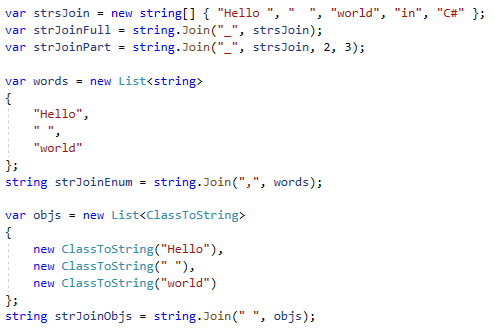 var strsJoin = new string[] { "Hello ", "  ", "world", "in", "C#" };
var strJoinFull = string.Join("_", strsJoin);
var strJoinPart = string.Join("_", strsJoin, 2, 3);

var words = new List<string>
{
    "Hello",
    " ",
    "world"
};
string strJoinEnum = string.Join(",", words);

var objs = new List<ClassToString>
{
    new ClassToString("Hello"),
    new ClassToString(" "),
    new ClassToString("world")
};
string strJoinObjs = string.Join(" ", objs);